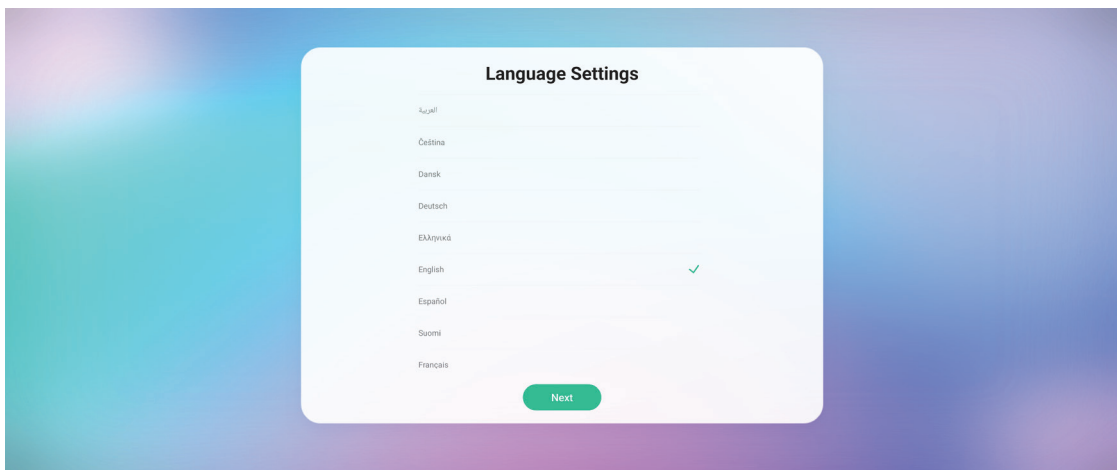 Language Settings
العربية
Čeština
Dansk
Deutsch
Ελληνικά
English
Español
Suomi
Français
Next